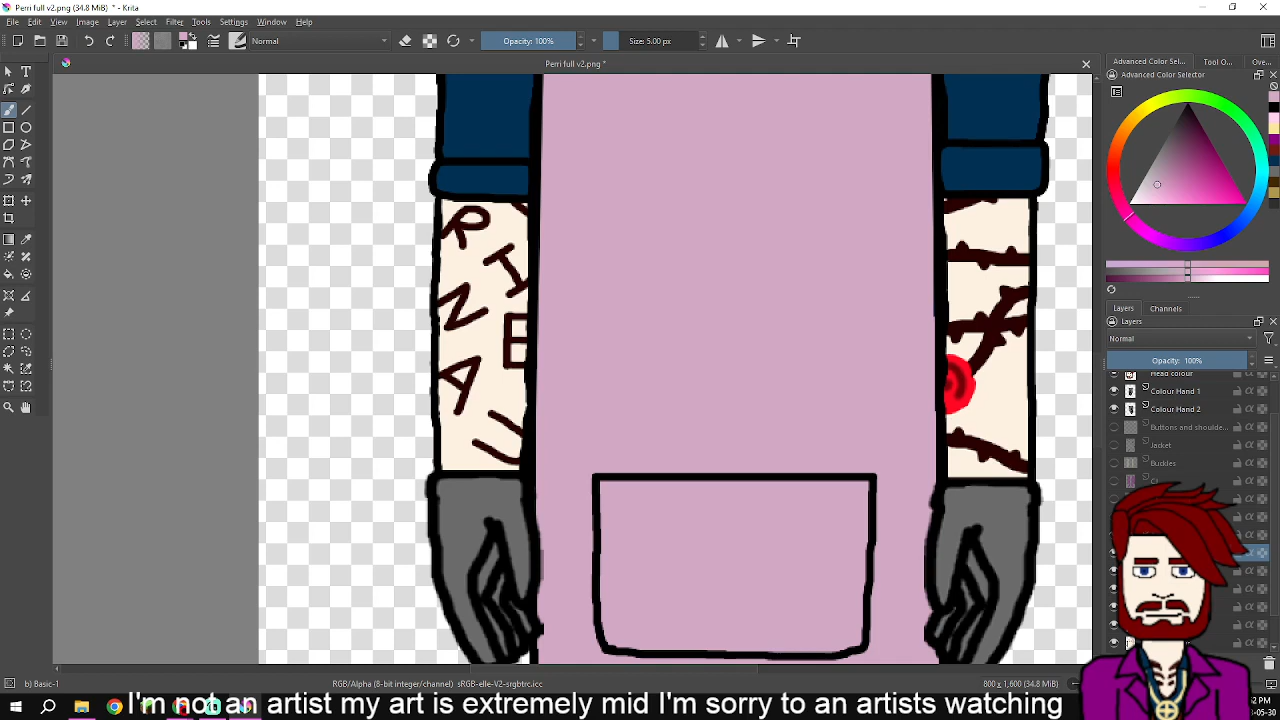 Perri full v2.png (34.8 MiB) * - Krita
File Edit View Image Layer Select Filter Tools Settings Window Help
Normal Opacity: 100% Size: 5.00 px
Perri full v2.png *
Advanced Color Sel... Tool O... Ove...
Advanced Color Selector
R
I
N
E
A
Layers Channels
Layers
Normal
Opacity: 100%
Head colour
Colour Hand 1
Colour Hand 2
Buttons and shoulde...
Jacket
Buckles
b) Basic-1 RGB/Alpha (8-bit integer/channel) sRGB-elle-V2-srgbtrc.icc 800 x 1,600 (34.8 MiB)
I'm not an artist my art is extremely mid I'm sorry to an artists watching